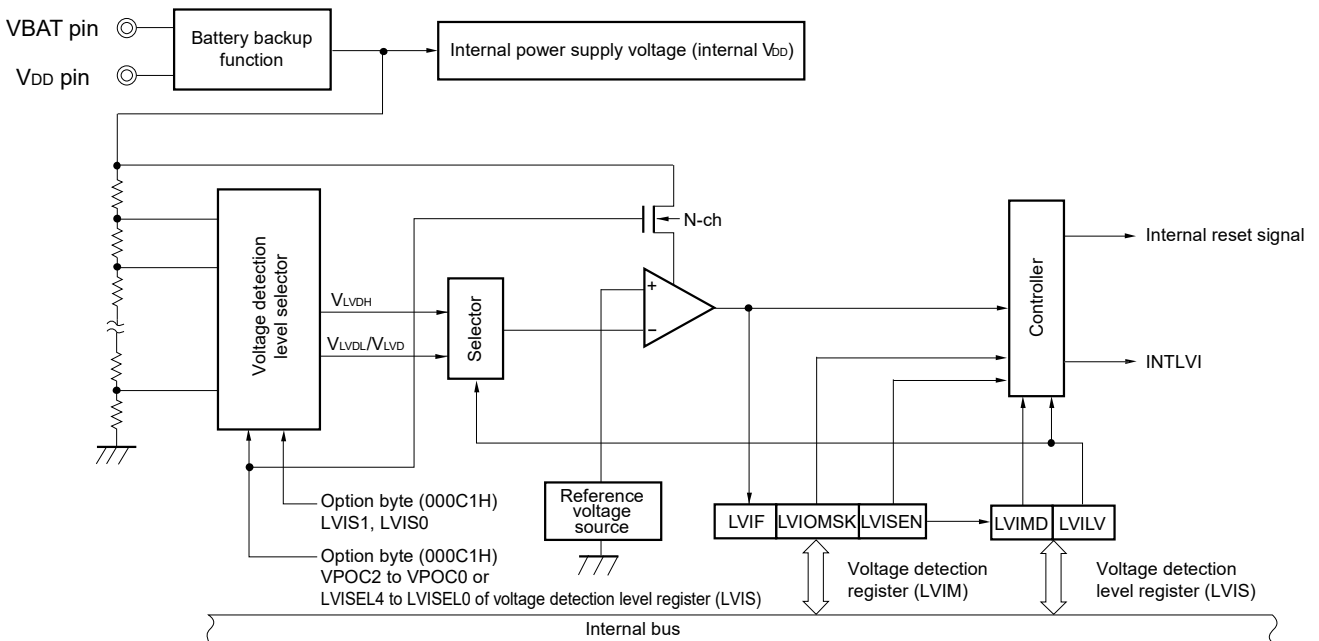 VBAT pin
VDD pin
Battery backup
function
Internal power supply voltage (internal VDD)
N-ch
Voltage detection
level selector
VLVDH
VLVDL/VLVD
Selector
+
−
Controller
Internal reset signal
INTLVI
Option byte (000C1H)
LVIS1, LVIS0
Option byte (000C1H)
VPOC2 to VPOC0 or
LVISEL4 to LVISEL0 of voltage detection level register (LVIS)
Reference
voltage
source
LVIF
LVIOMSK
LVISEN
LVIMD
LVILV
Voltage detection
register (LVIM)
Voltage detection
level register (LVIS)
Internal bus